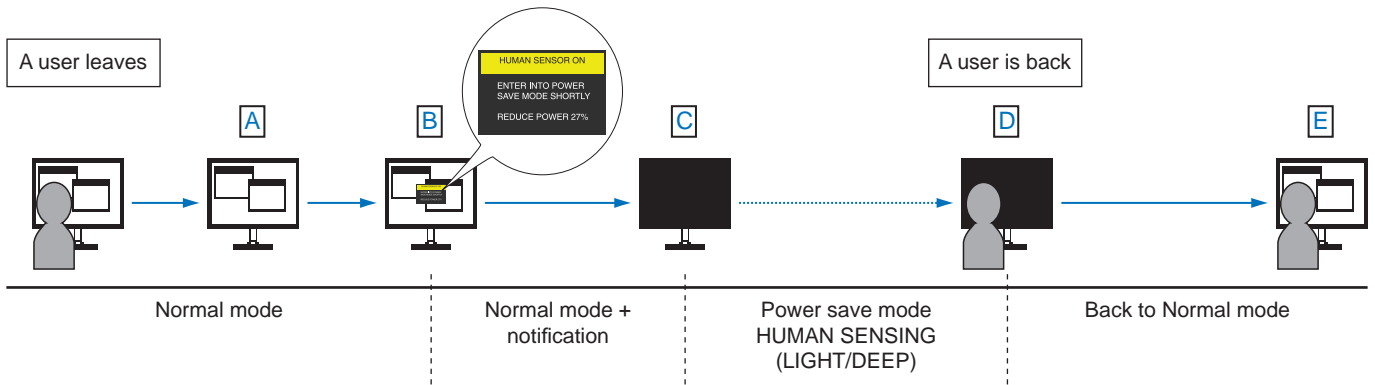 A user leaves
HUMAN SENSOR ON
ENTER INTO POWER
SAVE MODE SHORTLY
REDUCE POWER 27%
A user is back
A
B
C
D
E
Normal mode
Normal mode +
notification
Power save mode
HUMAN SENSING
(LIGHT/DEEP)
Back to Normal mode